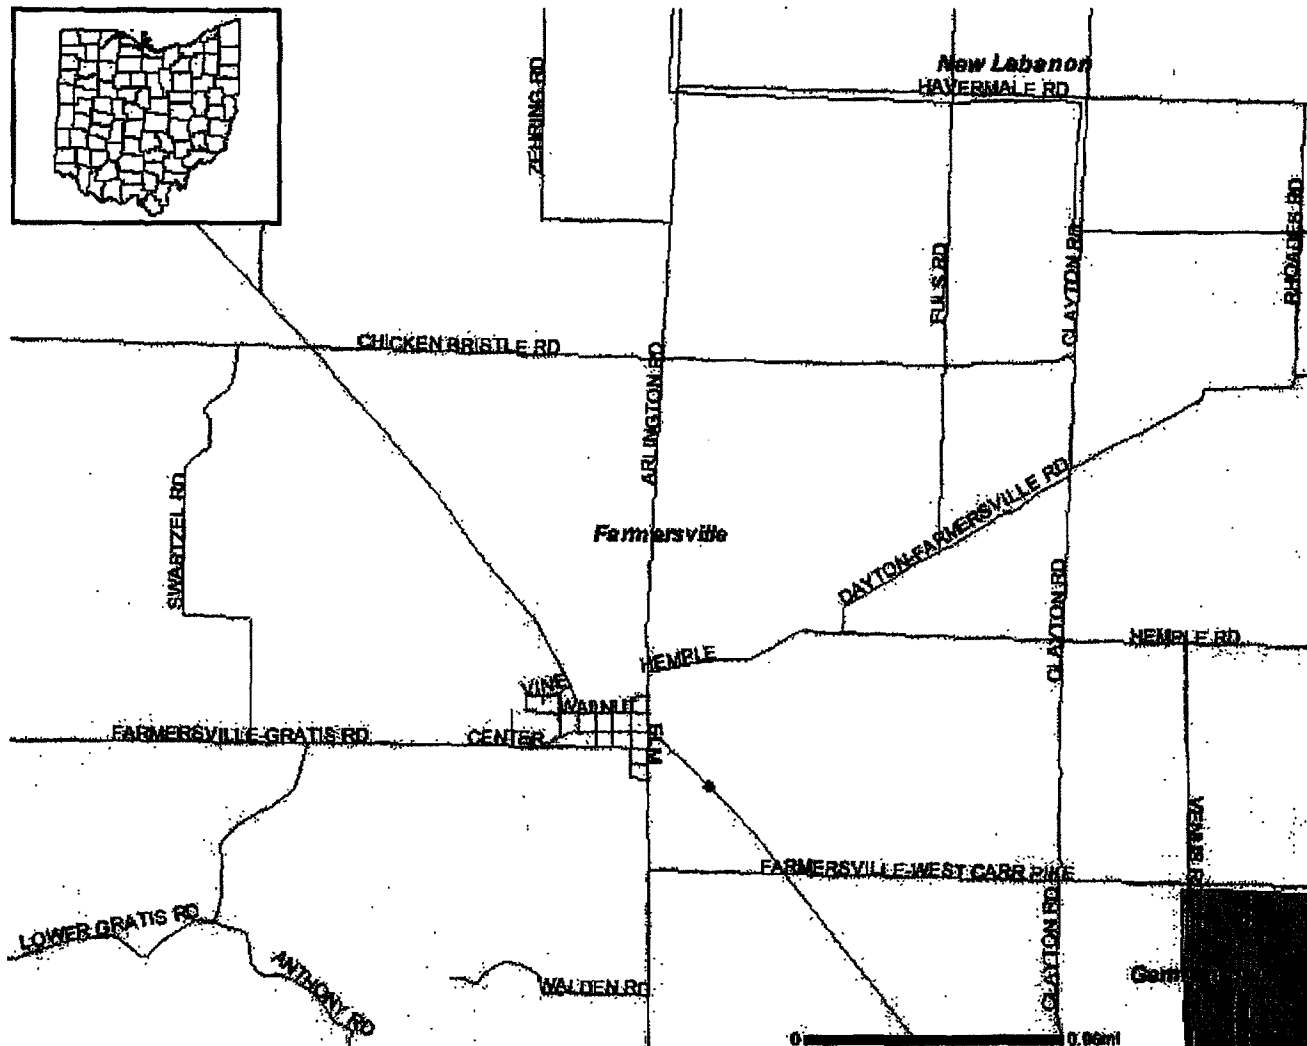 New Lebanon
HAVERMALE RD
ZEHRING RD
RHOADES RD
FULS RD
CLAYTON RD
CHICKEN BRISTLE RD
ARLINGTON RD
SWARTZEL RD
Farmersville
DAYTON-FARMERSVILLE RD
CLAYTON RD
HEMPLE RD
HEMPLE
VINE
WALNUT
FARMERSVILLE-GRATIS RD
CENTER
ELM
FARMERSVILLE-WEST CARR PIKE
LOWER GRATIS RD
ANTHONY RD
WALDEN RD
CLAYTON RD
0